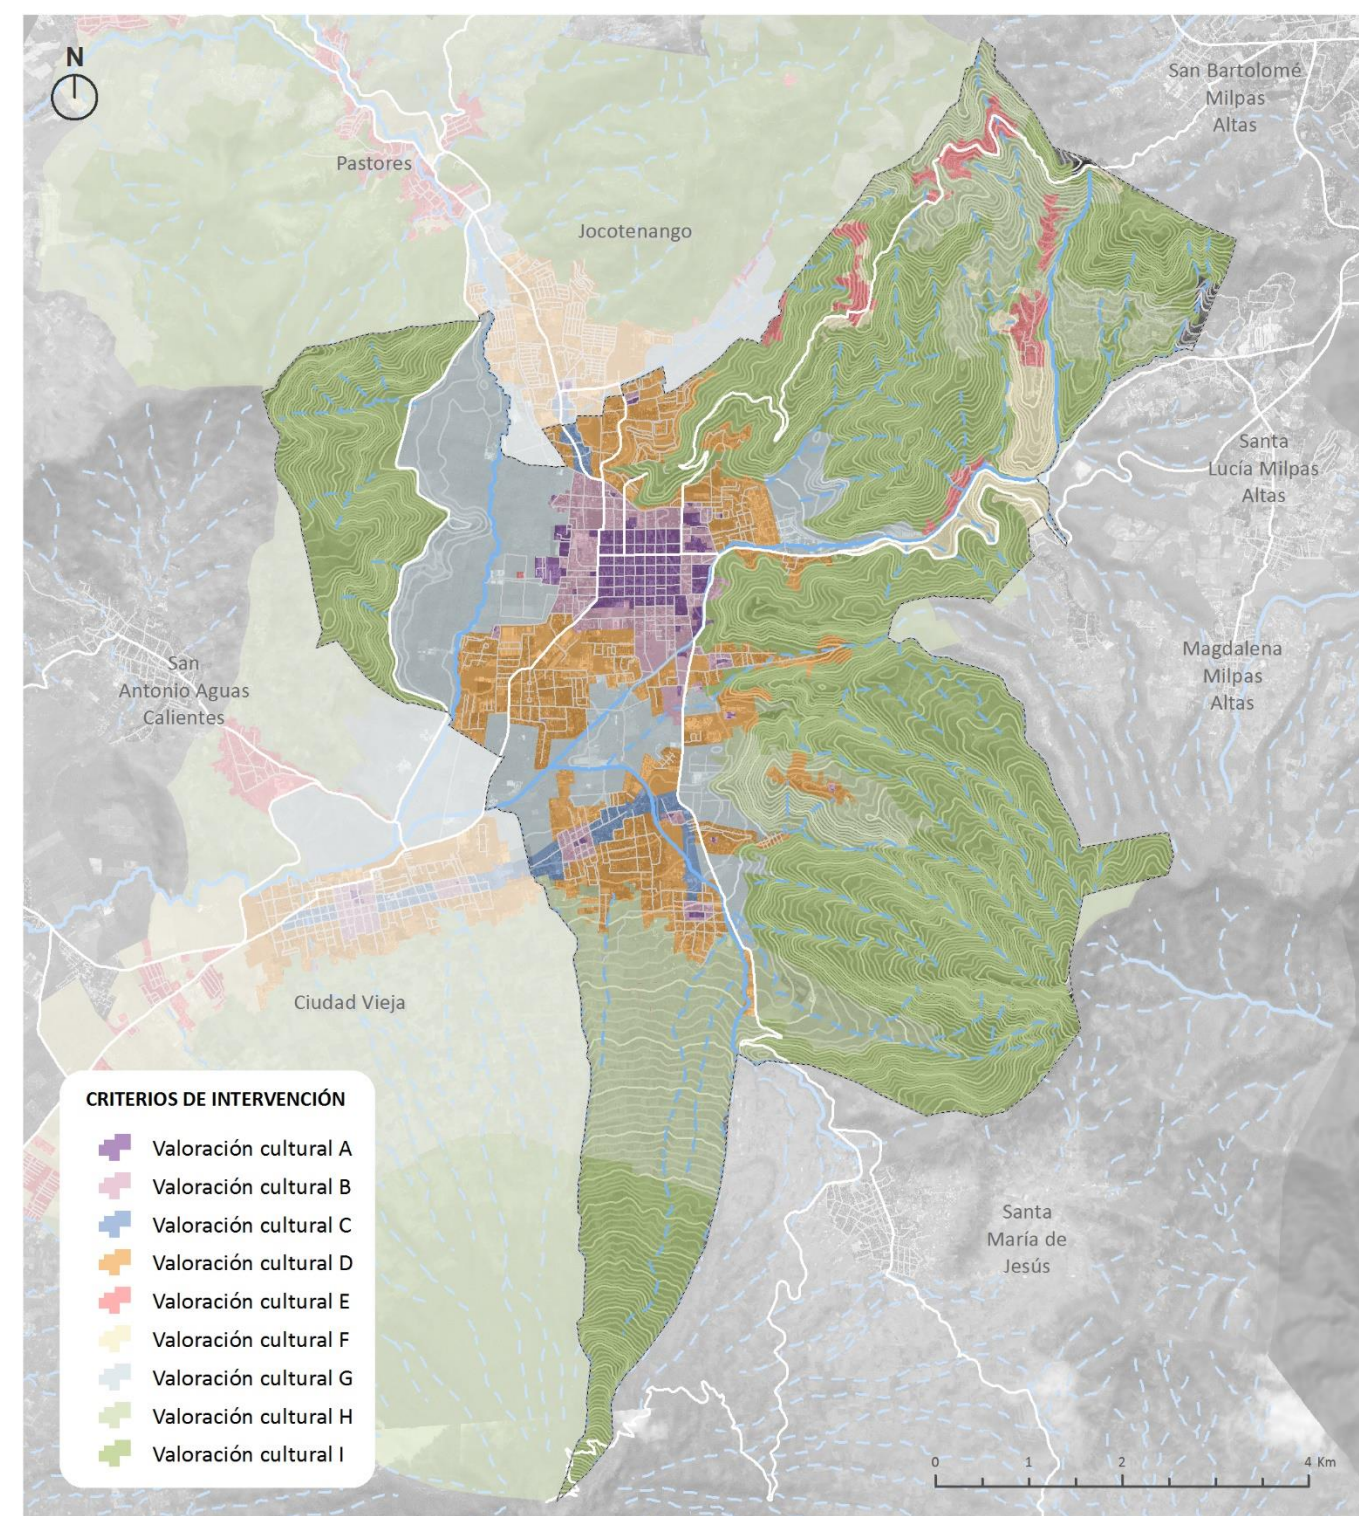 N
San Bartolomé
Milpas
Altas
Pastores
Jocotenango
Santa
Lucía Milpas
Altas
San
Antonio Aguas
Calientes
Magdalena
Milpas
Altas
Ciudad Vieja
CRITERIOS DE INTERVENCIÓN
Valoración cultural A
Valoración cultural B
Valoración cultural C
Valoración cultural D
Valoración cultural E
Valoración cultural F
Valoración cultural G
Valoración cultural H
Valoración cultural I
Santa
María de
Jesús
0 1 2 4 Km